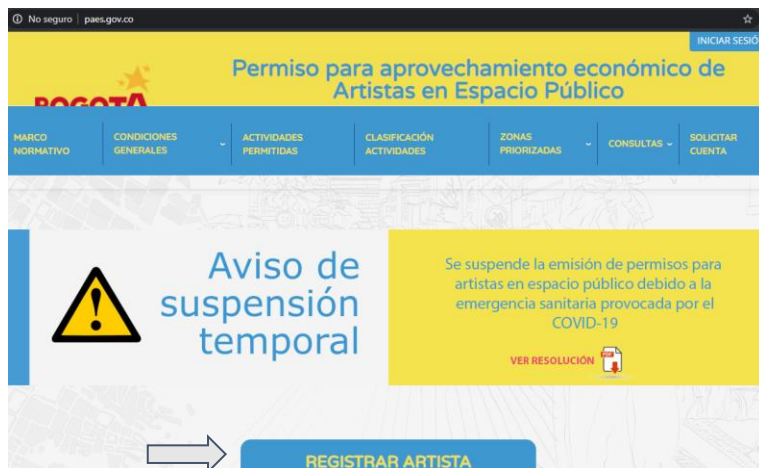 No seguro | paes.gov.co
INICIAR SESIÓ
Permiso para aprovechamiento económico de
Artistas en Espacio Público
BOGOTÁ
MARCO
NORMATIVO
CONDICIONES
GENERALES
ACTIVIDADES
PERMITIDAS
CLASIFICACIÓN
ACTIVIDADES
ZONAS
PRIORIZADAS
CONSULTAS
SOLICITAR
CUENTA
Aviso de
suspensión
temporal
Se suspende la emisión de permisos para
artistas en espacio público debido a la
emergencia sanitaria provocada por el
COVID-19
VER RESOLUCIÓN
PDF
REGISTRAR ARTISTA